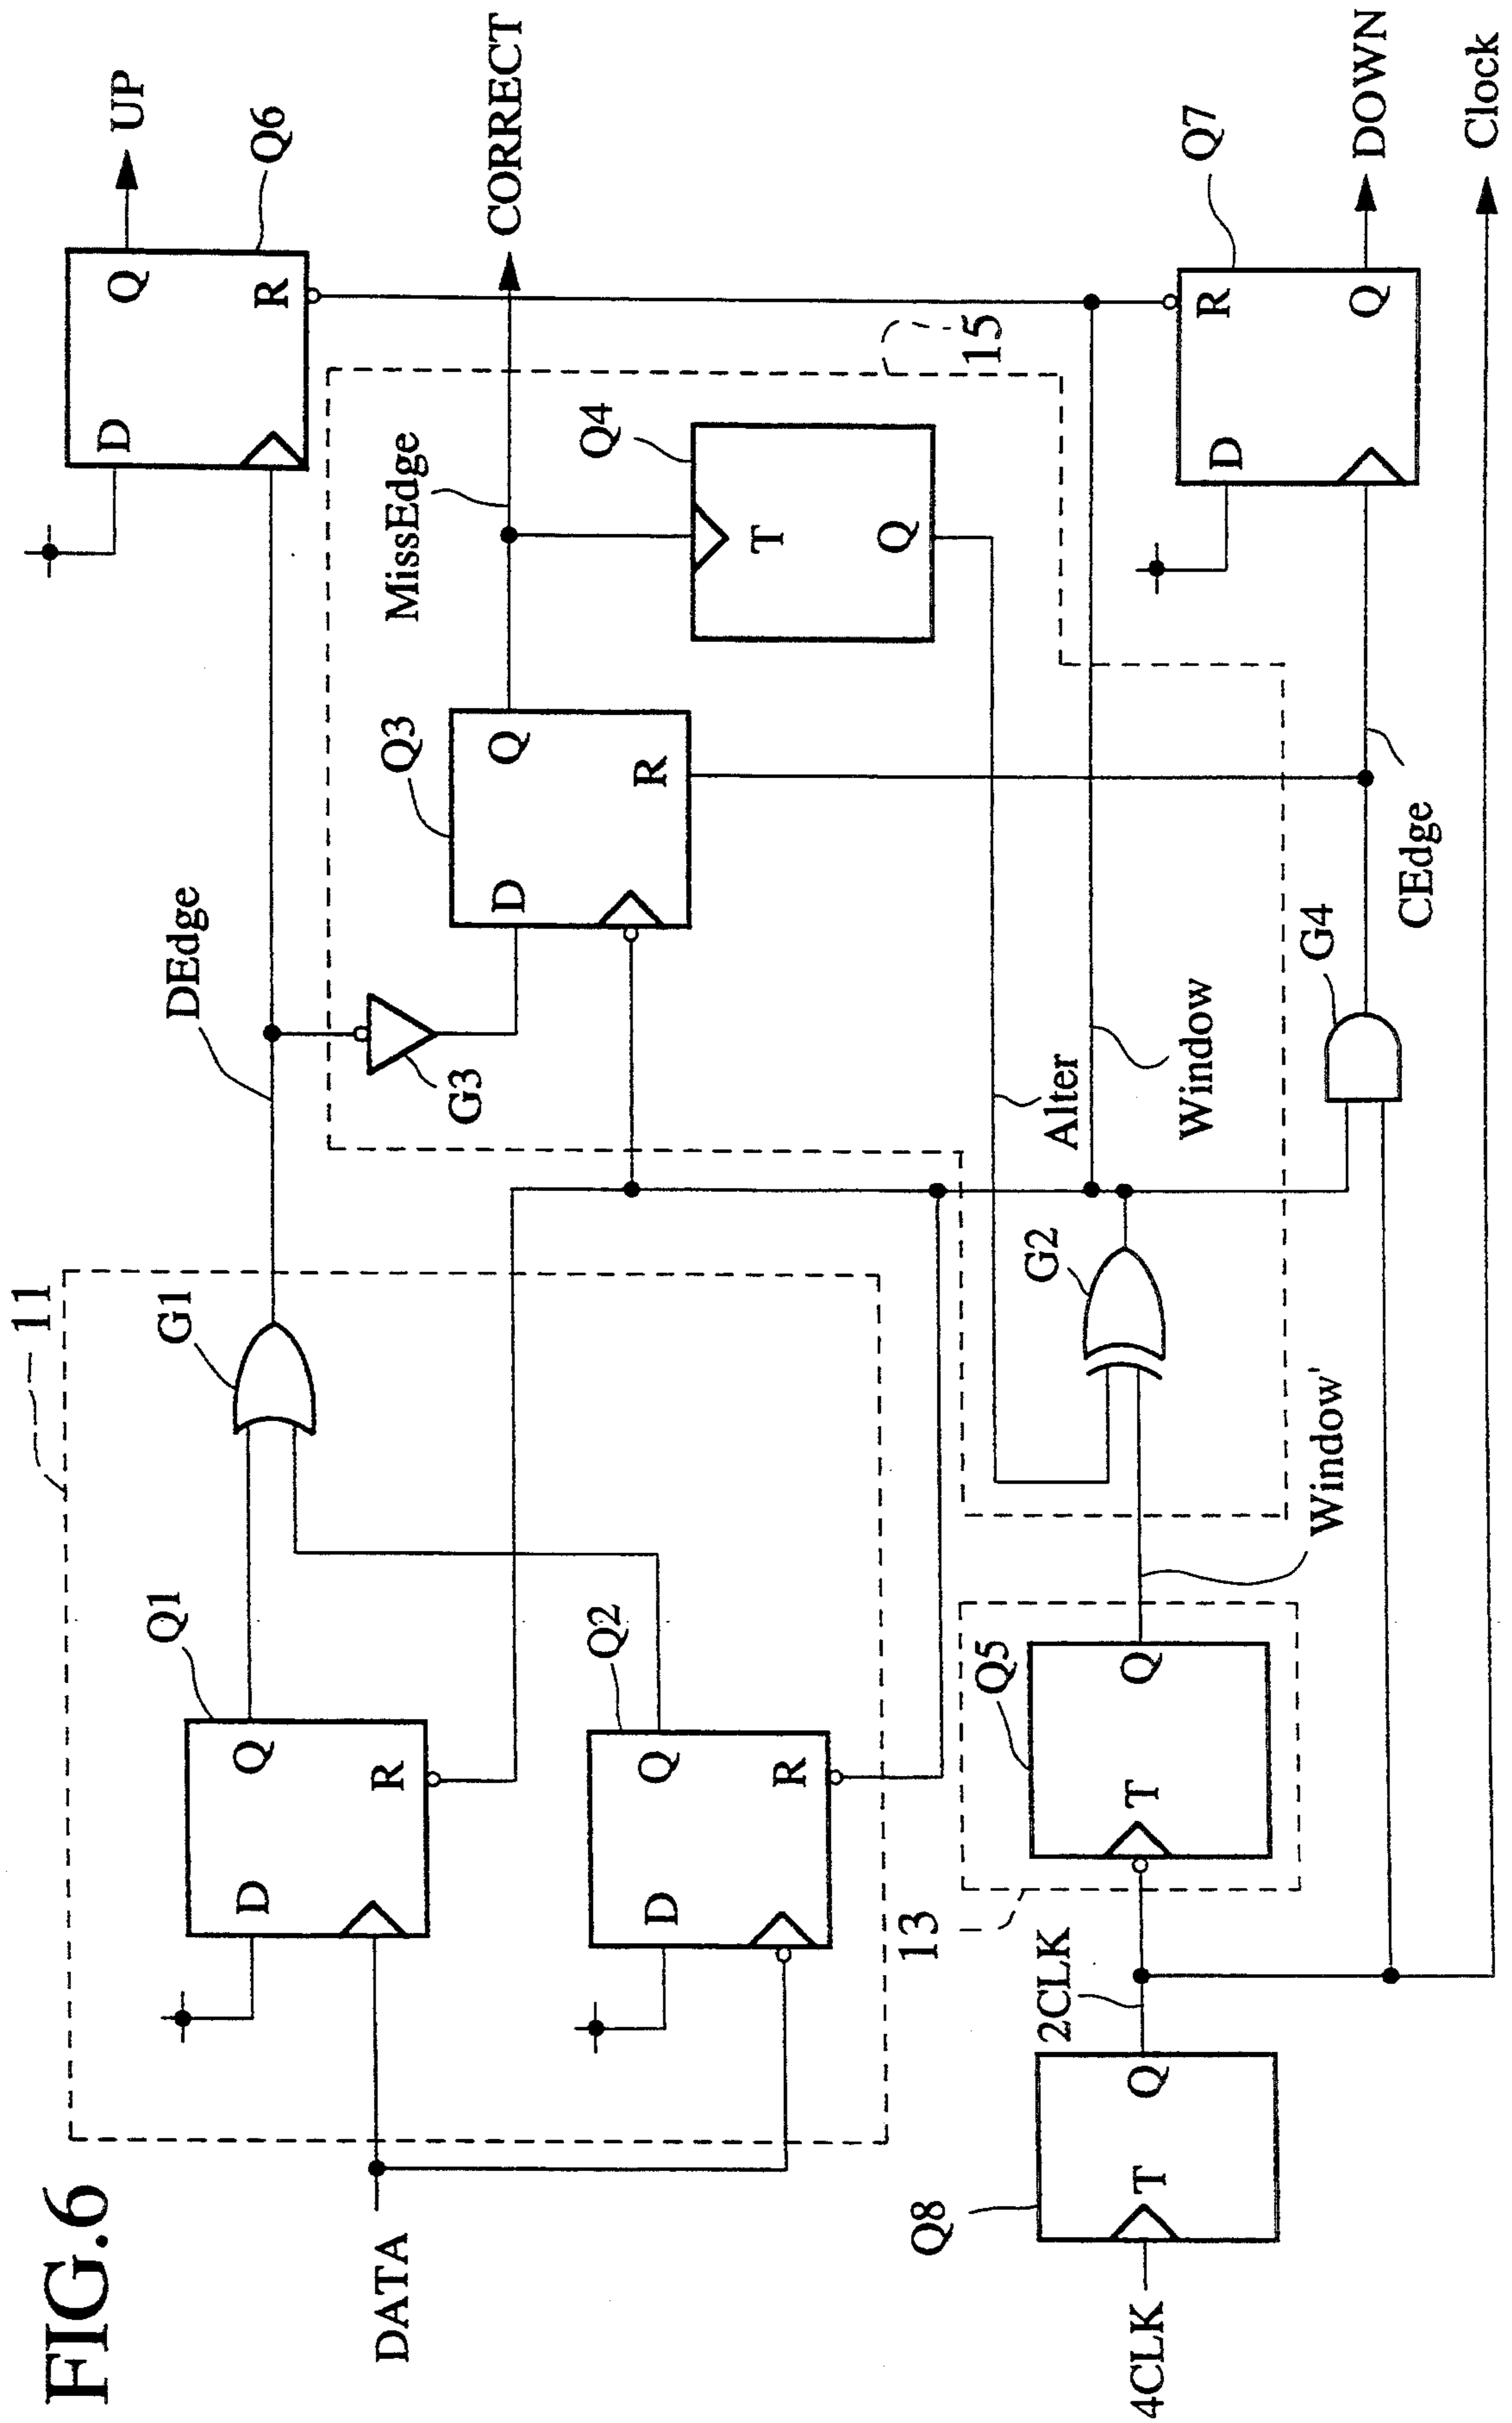 FIG.6
11
DATA
D
Q
R
Q1
D
Q
R
Q2
G1
DEdge
D
Q
R
Q6
UP
G3
D
Q
R
Q3
MissEdge
CORRECT
T
Q
Q4
15
4CLK
T
Q
Q8
2CLK
13
T
Q
Q5
Window'
G2
Alter
Window
G4
CEdge
D
R
Q
Q7
DOWN
Clock